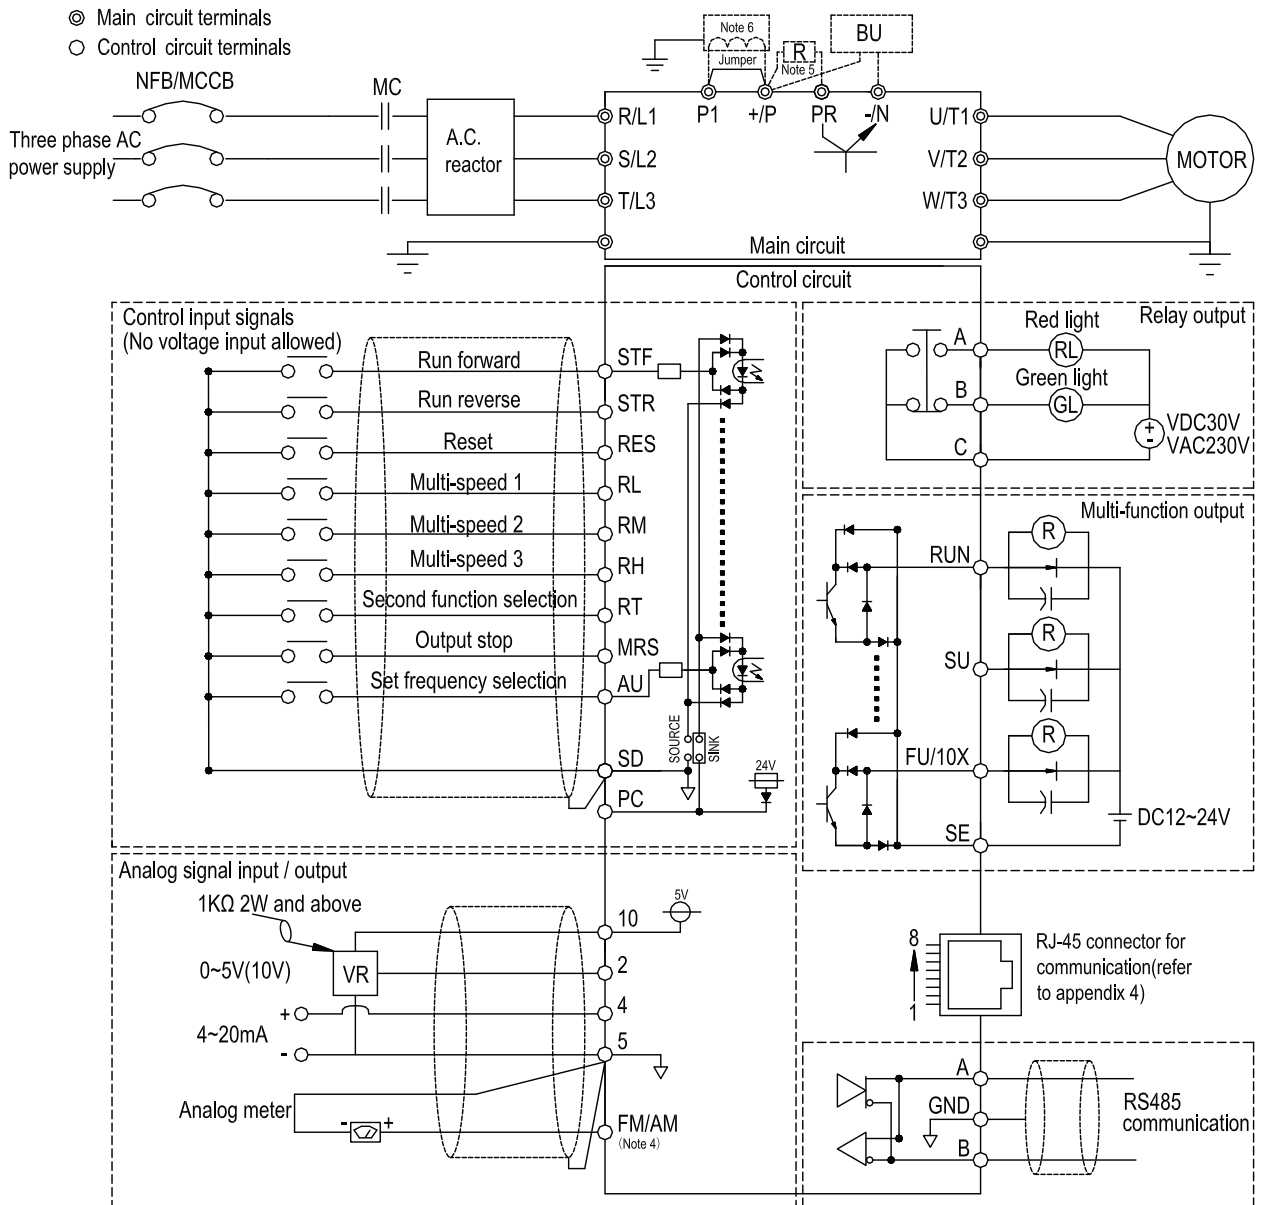 Main circuit terminals
Control circuit terminals
NFB/MCCB
MC
Three phase AC
power supply
A.C.
reactor
Note 6
Jumper
R
Note 5
BU
P1
+/P
PR
-/N
R/L1
S/L2
T/L3
U/T1
V/T2
W/T3
MOTOR
Main circuit
Control circuit
Control input signals
(No voltage input allowed)
Run forward
STF
Run reverse
STR
Reset
RES
Multi-speed 1
RL
Multi-speed 2
RM
Multi-speed 3
RH
Second function selection
RT
Output stop
MRS
Set frequency selection
AU
SOURCE
SINK
SD
24V
PC
Relay output
Red light
A
RL
Green light
B
GL
C
+
-
VDC30V
VAC230V
Multi-function output
R
RUN
R
SU
R
FU/10X
SE
DC12~24V
Analog signal input / output
1KΩ 2W and above
5V
10
0~5V(10V)
VR
2
+
4
4~20mA
-
5
Analog meter
-
+
FM/AM
(Note 4)
8
1
RJ-45 connector for
communication(refer
to appendix 4)
A
GND
B
RS485
communication